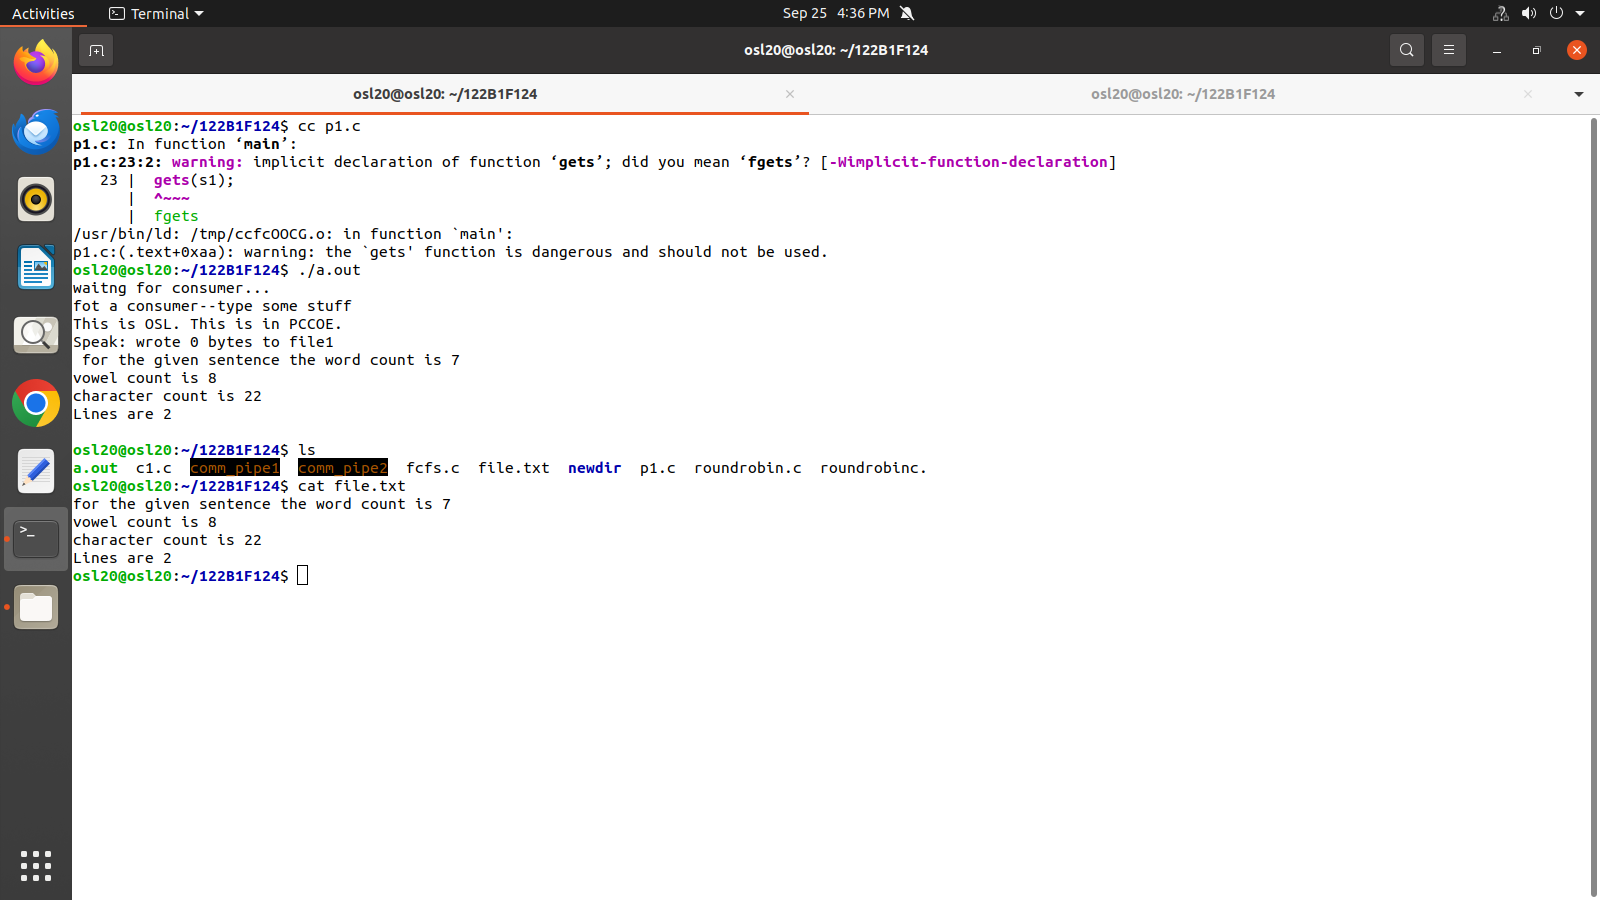 Activities
Terminal
Sep 25 4:36 PM
osl20@osl20: ~/122B1F124
osl20@osl20: ~/122B1F124
osl20@osl20: ~/122B1F124
osl20@osl20:~/122B1F124$ cc p1.c
p1.c: In function ‘main’:
p1.c:23:2: warning: implicit declaration of function ‘gets’; did you mean ‘fgets’? [-Wimplicit-function-declaration]
   23 |  gets(s1);
      |  ^~~~
      |  fgets
/usr/bin/ld: /tmp/ccfcOOCG.o: in function `main':
p1.c:(.text+0xaa): warning: the `gets' function is dangerous and should not be used.
osl20@osl20:~/122B1F124$ ./a.out
waitng for consumer...
fot a consumer--type some stuff
This is OSL. This is in PCCOE.
Speak: wrote 0 bytes to file1
 for the given sentence the word count is 7
vowel count is 8
character count is 22
Lines are 2
osl20@osl20:~/122B1F124$ ls
a.out  c1.c  comm_pipe1  comm_pipe2  fcfs.c  file.txt  newdir  p1.c  roundrobin.c  roundrobinc.
osl20@osl20:~/122B1F124$ cat file.txt
for the given sentence the word count is 7
vowel count is 8
character count is 22
Lines are 2
osl20@osl20:~/122B1F124$